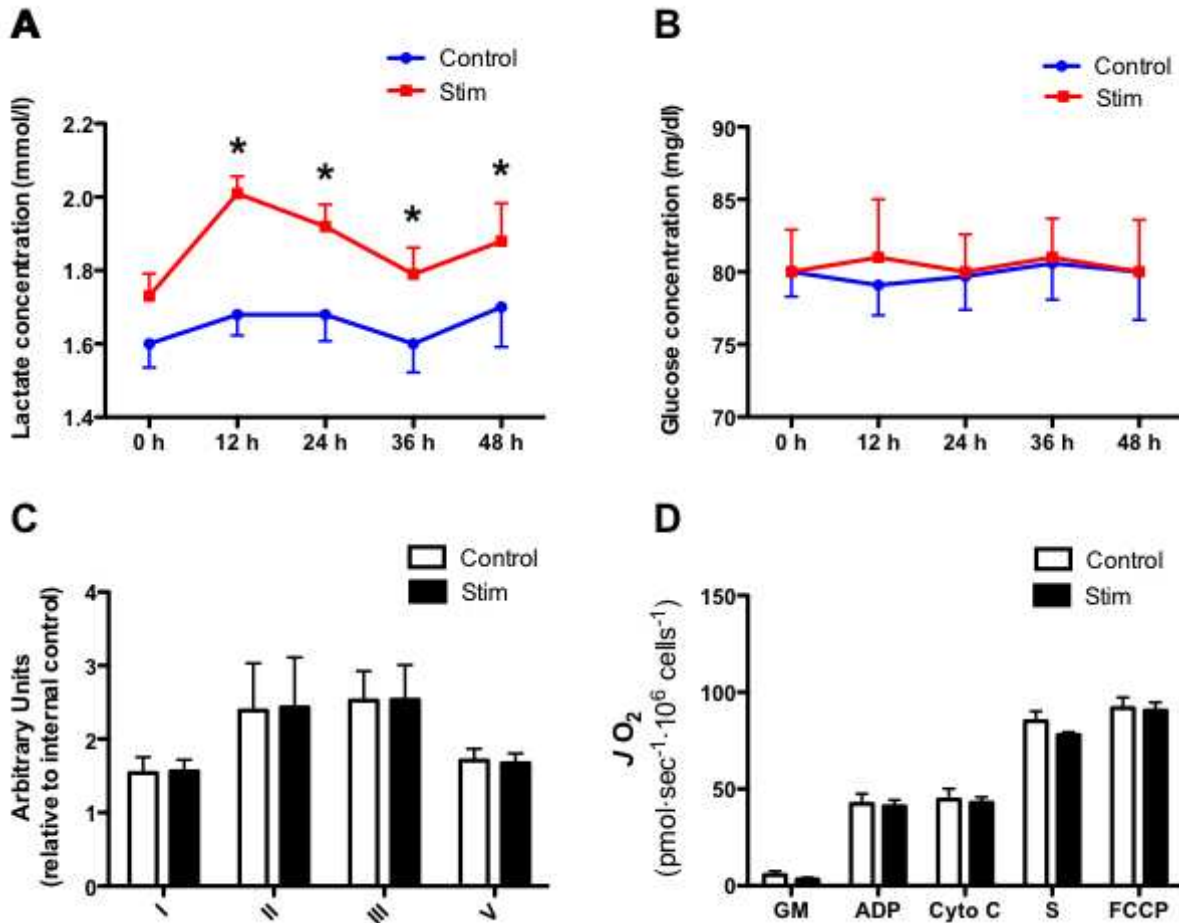 A
Control
Stim
Lactate concentration (mmol/l)
2.2
2.0
1.8
1.6
1.4
*
*
*
*
0 h 12 h 24 h 36 h 48 h
B
Control
Stim
Glucose concentration (mg/dl)
90
85
80
75
70
0 h 12 h 24 h 36 h 48 h
C
Control
Stim
Arbitrary Units
(relative to internal control)
4
3
2
1
0
I II III V
D
Control
Stim
J O₂
(pmol·sec⁻¹·10⁶ cells⁻¹)
150
100
50
0
GM ADP Cyto C S FCCP